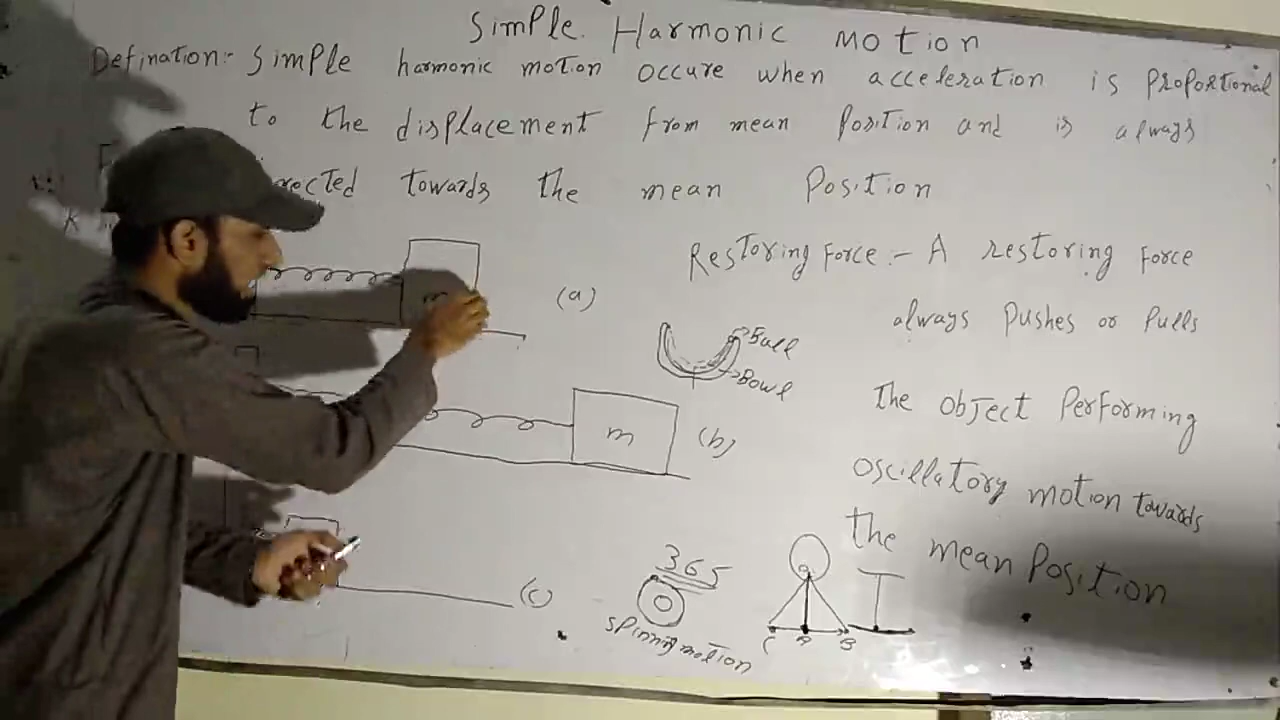 Simple Harmonic Motion
Defination:- Simple harmonic motion occure when acceleration is proportional
to the displacement from mean Position and is always
rected towards the mean Position
Restoring Force:- A restoring force
always Pushes or Pulls
the object Performing
oscillatory motion towards
the mean Position
m
(a)
Ball
Bowl
m
(b)
(c)
365
spinning motion
C A B